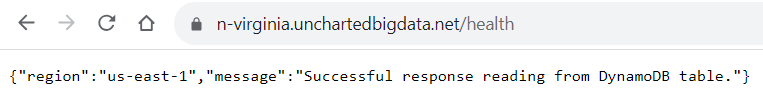 n-virginia.unchartedbigdata.net/health
{"region":"us-east-1","message":"Successful response reading from DynamoDB table."}